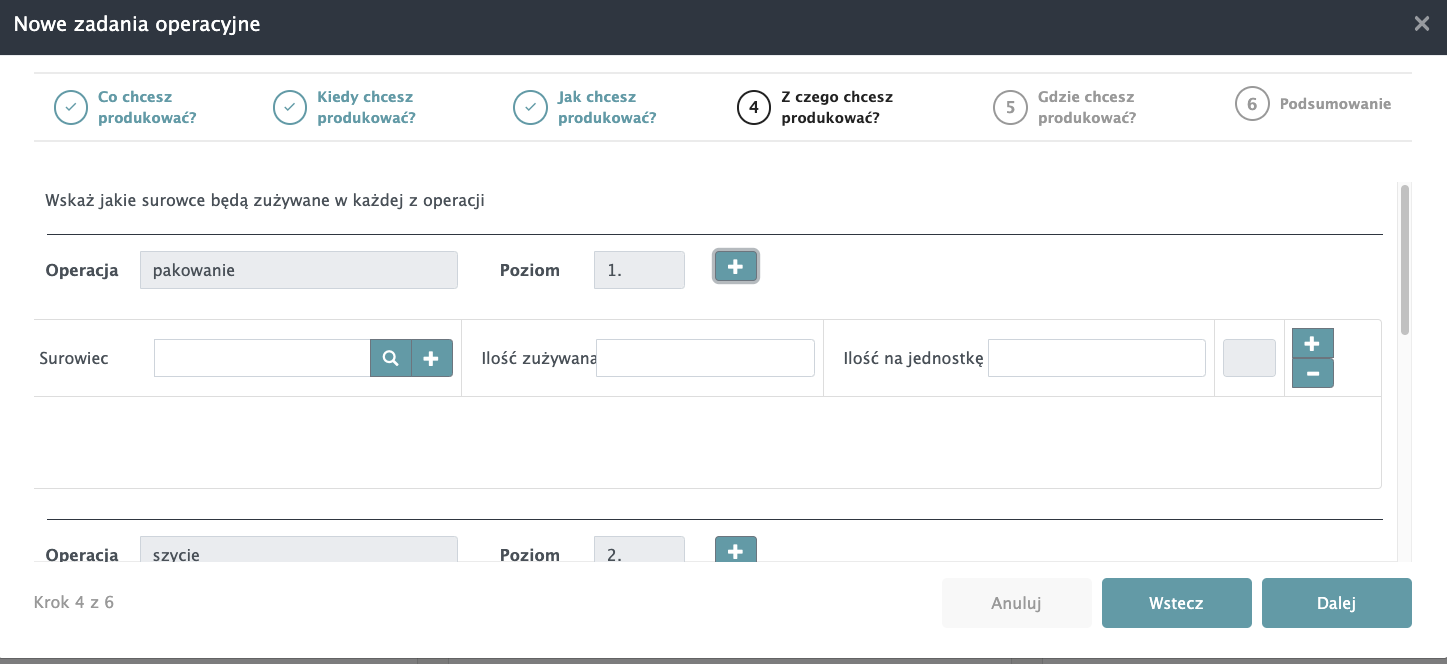 Nowe zadania operacyjne
Co chcesz produkować?
Kiedy chcesz produkować?
Jak chcesz produkować?
4 Z czego chcesz produkować?
5 Gdzie chcesz produkować?
6 Podsumowanie
Wskaż jakie surowce będą zużywane w każdej z operacji
Operacja pakowanie Poziom 1.
Surowiec Ilość zużywana Ilość na jednostkę
Operacja szycie Poziom 2.
Krok 4 z 6 Anuluj Wstecz Dalej